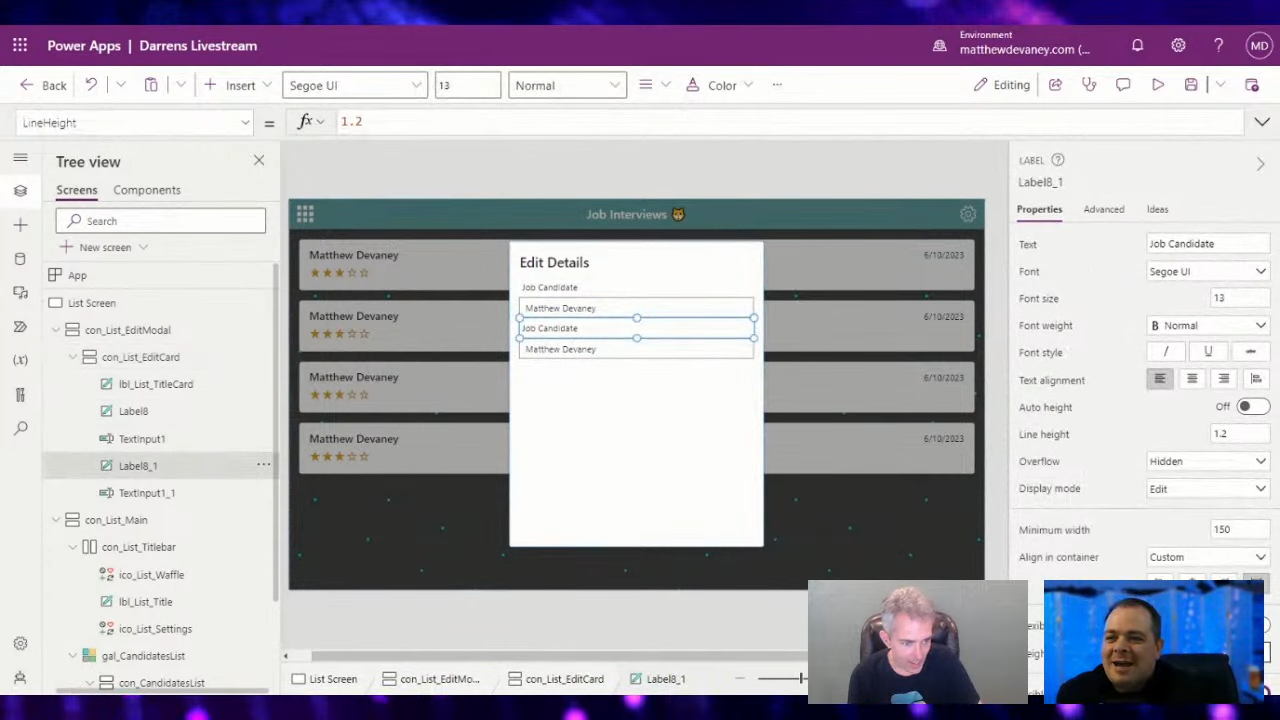 Power Apps | Darrens Livestream
Environment
matthewdevaney.com (...
MD
Back
Insert
Segoe UI
13
Normal
Color
Editing
LineHeight
=
fx
1.2
Tree view
Screens
Components
Search
New screen
App
List Screen
con_List_EditModal
con_List_EditCard
lbl_List_TitleCard
Label8
TextInput1
Label8_1
TextInput1_1
con_List_Main
con_List_Titlebar
ico_List_Waffle
lbl_List_Title
ico_List_Settings
gal_CandidatesList
con_CandidatesList
Job Interviews
Matthew Devaney
6/10/2023
Matthew Devaney
6/10/2023
Matthew Devaney
6/10/2023
Matthew Devaney
6/10/2023
Edit Details
Job Candidate
Matthew Devaney
Job Candidate
Matthew Devaney
LABEL
Label8_1
Properties
Advanced
Ideas
Text
Job Candidate
Font
Segoe UI
Font size
13
Font weight
B Normal
Font style
Text alignment
Auto height
Off
Line height
1.2
Overflow
Hidden
Display mode
Edit
Minimum width
150
Align in container
Custom
List Screen
con_List_EditMo...
con_List_EditCard
Label8_1